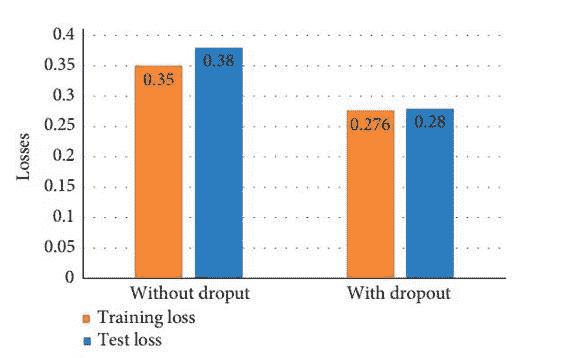 Losses
0.4
0.35
0.3
0.25
0.2
0.15
0.1
0.05
0
0.35
0.38
0.276
0.28
Without droput
With dropout
Training loss
Test loss